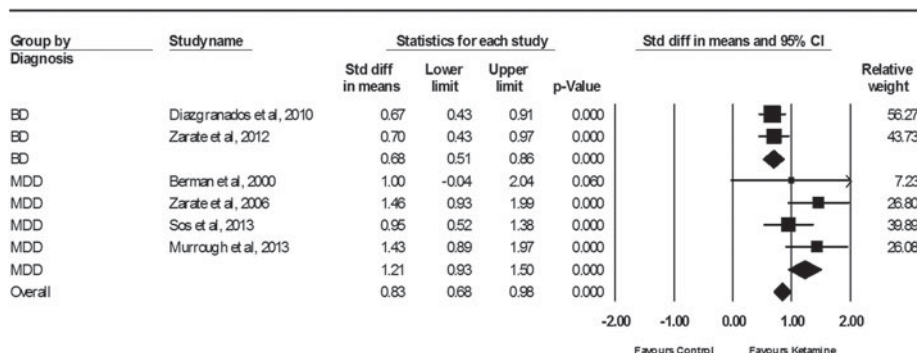 Group by Study name Statistics for each study Std diff in means and 95% CI
Diagnosis
Std diff Lower Upper Relative
in means limit limit p-Value weight
BD Diazgranados et al, 2010 0.67 0.43 0.91 0.000 56.27
BD Zarate et al, 2012 0.70 0.43 0.97 0.000 43.73
BD 0.68 0.51 0.86 0.000
MDD Berman et al, 2000 1.00 -0.04 2.04 0.060 7.23
MDD Zarate et al, 2006 1.46 0.93 1.99 0.000 26.80
MDD Sos et al, 2013 0.95 0.52 1.38 0.000 39.89
MDD Murrough et al, 2013 1.43 0.89 1.97 0.000 26.08
MDD 1.21 0.93 1.50 0.000
Overall 0.83 0.68 0.98 0.000
-2.00 -1.00 0.00 1.00 2.00
Favours Control Favours Ketamine